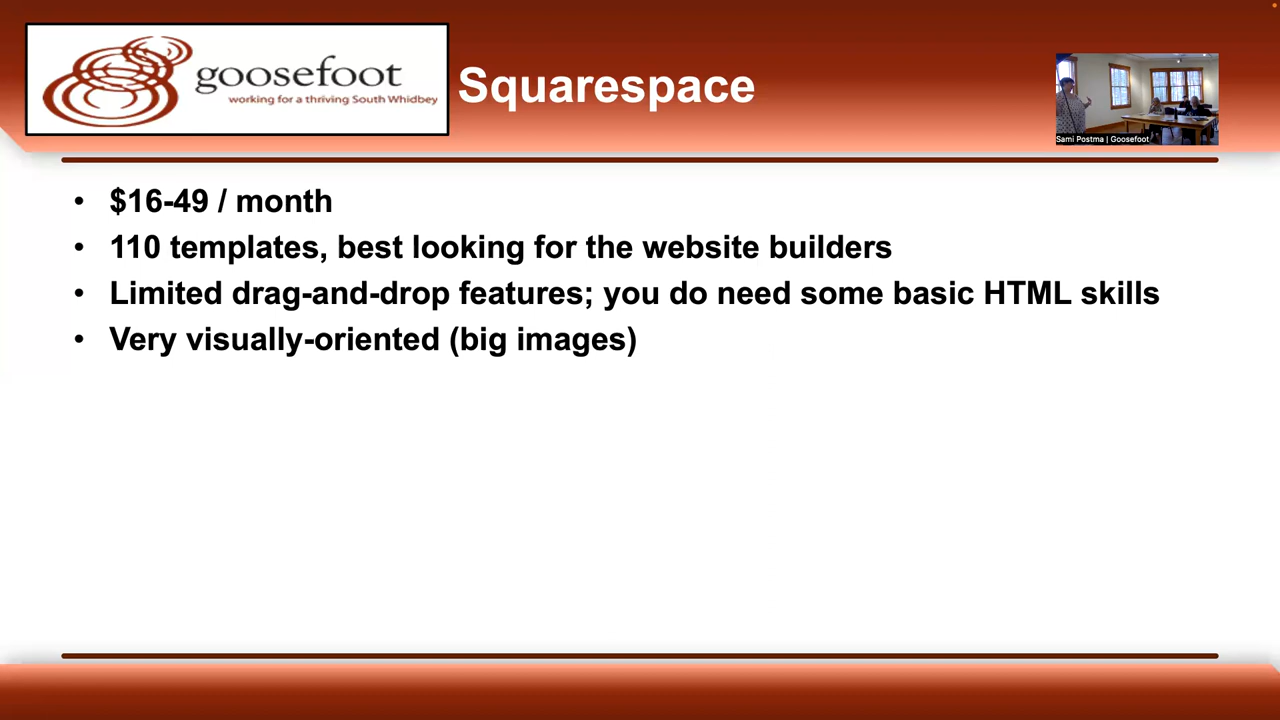 goosefoot
working for a thriving South Whidbey
Squarespace
Sami Postma | Goosefoot
• $16-49 / month
• 110 templates, best looking for the website builders
• Limited drag-and-drop features; you do need some basic HTML skills
• Very visually-oriented (big images)